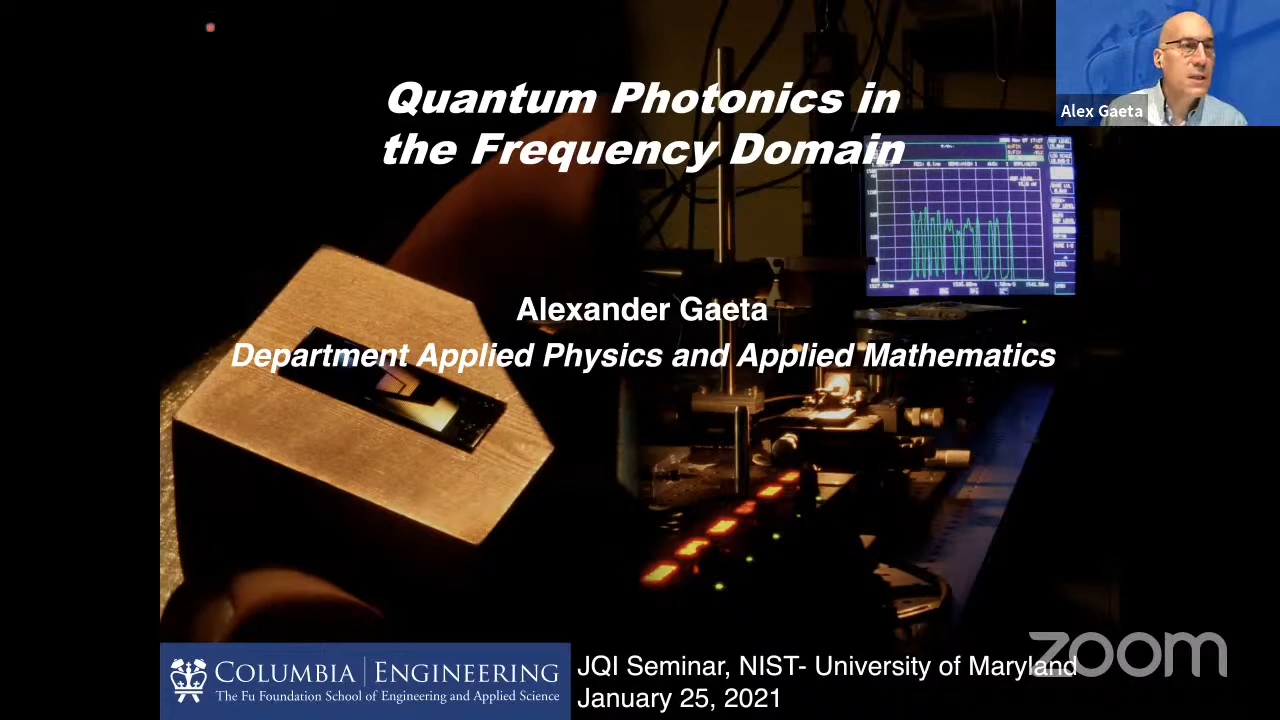 Quantum Photonics in
the Frequency Domain
Alex Gaeta
Alexander Gaeta
Department Applied Physics and Applied Mathematics
COLUMBIA | ENGINEERING
The Fu Foundation School of Engineering and Applied Science
JQI Seminar, NIST- University of Maryland
January 25, 2021
zoom